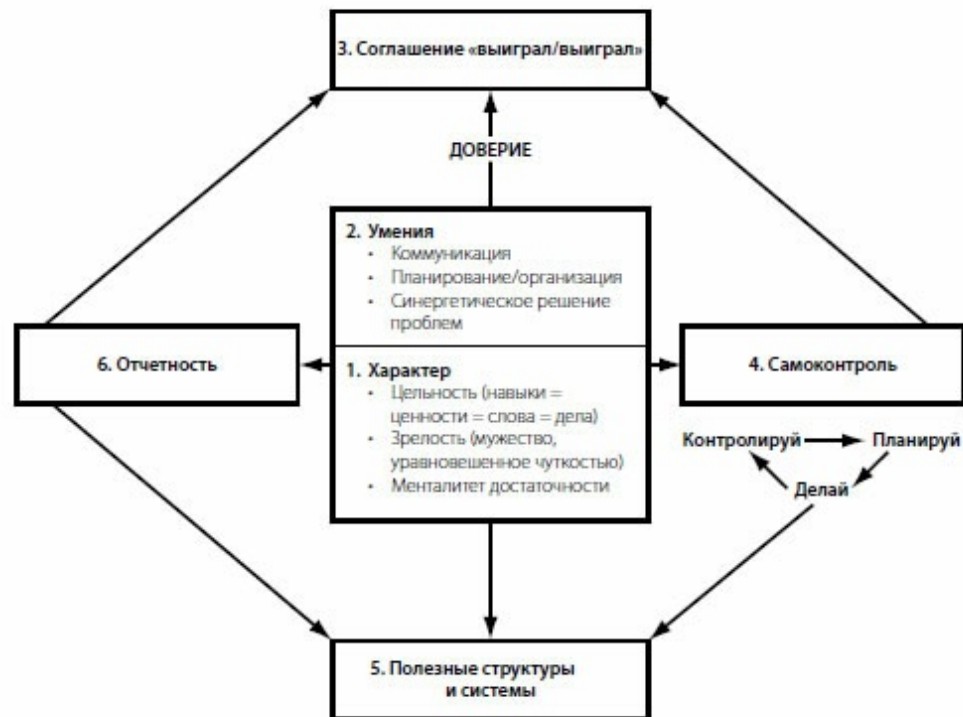 3. Соглашение «выиграл/выиграл»
ДОВЕРИЕ
2. Умения
• Коммуникация
• Планирование/организация
• Синергетическое решение
проблем
6. Отчетность
4. Самоконтроль
1. Характер
• Цельность (навыки =
ценности = слова = дела)
• Зрелость (мужество,
уравновешенное чуткостью)
• Менталитет достаточности
Контролируй
Планируй
Делай
5. Полезные структуры
и системы